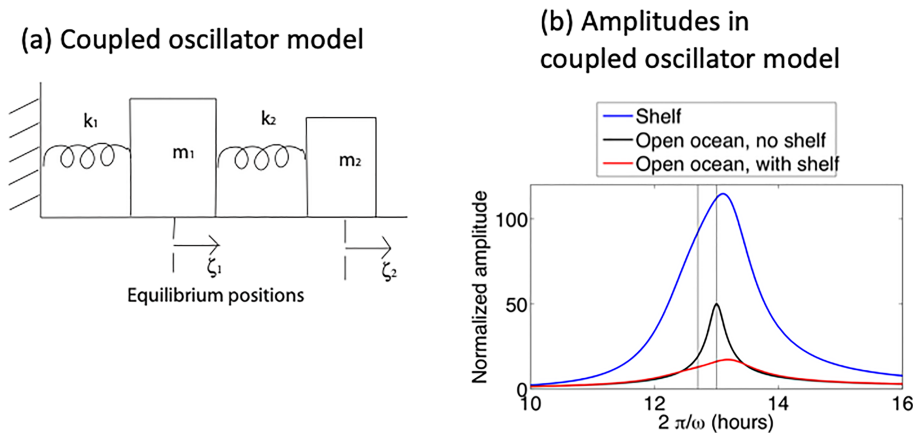 (a) Coupled oscillator model
k₁
m₁
k₂
m₂
ζ₁
ζ₂
Equilibrium positions
(b) Amplitudes in
coupled oscillator model
Shelf
Open ocean, no shelf
Open ocean, with shelf
Normalized amplitude
100
50
0
10
12
14
16
2 π/ω (hours)